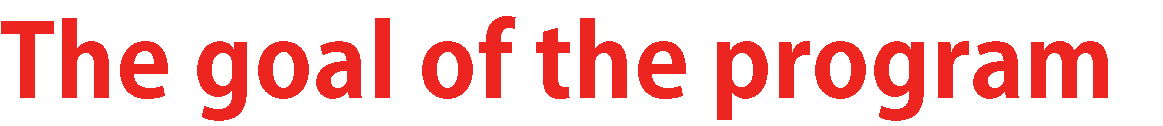 The goal of the program